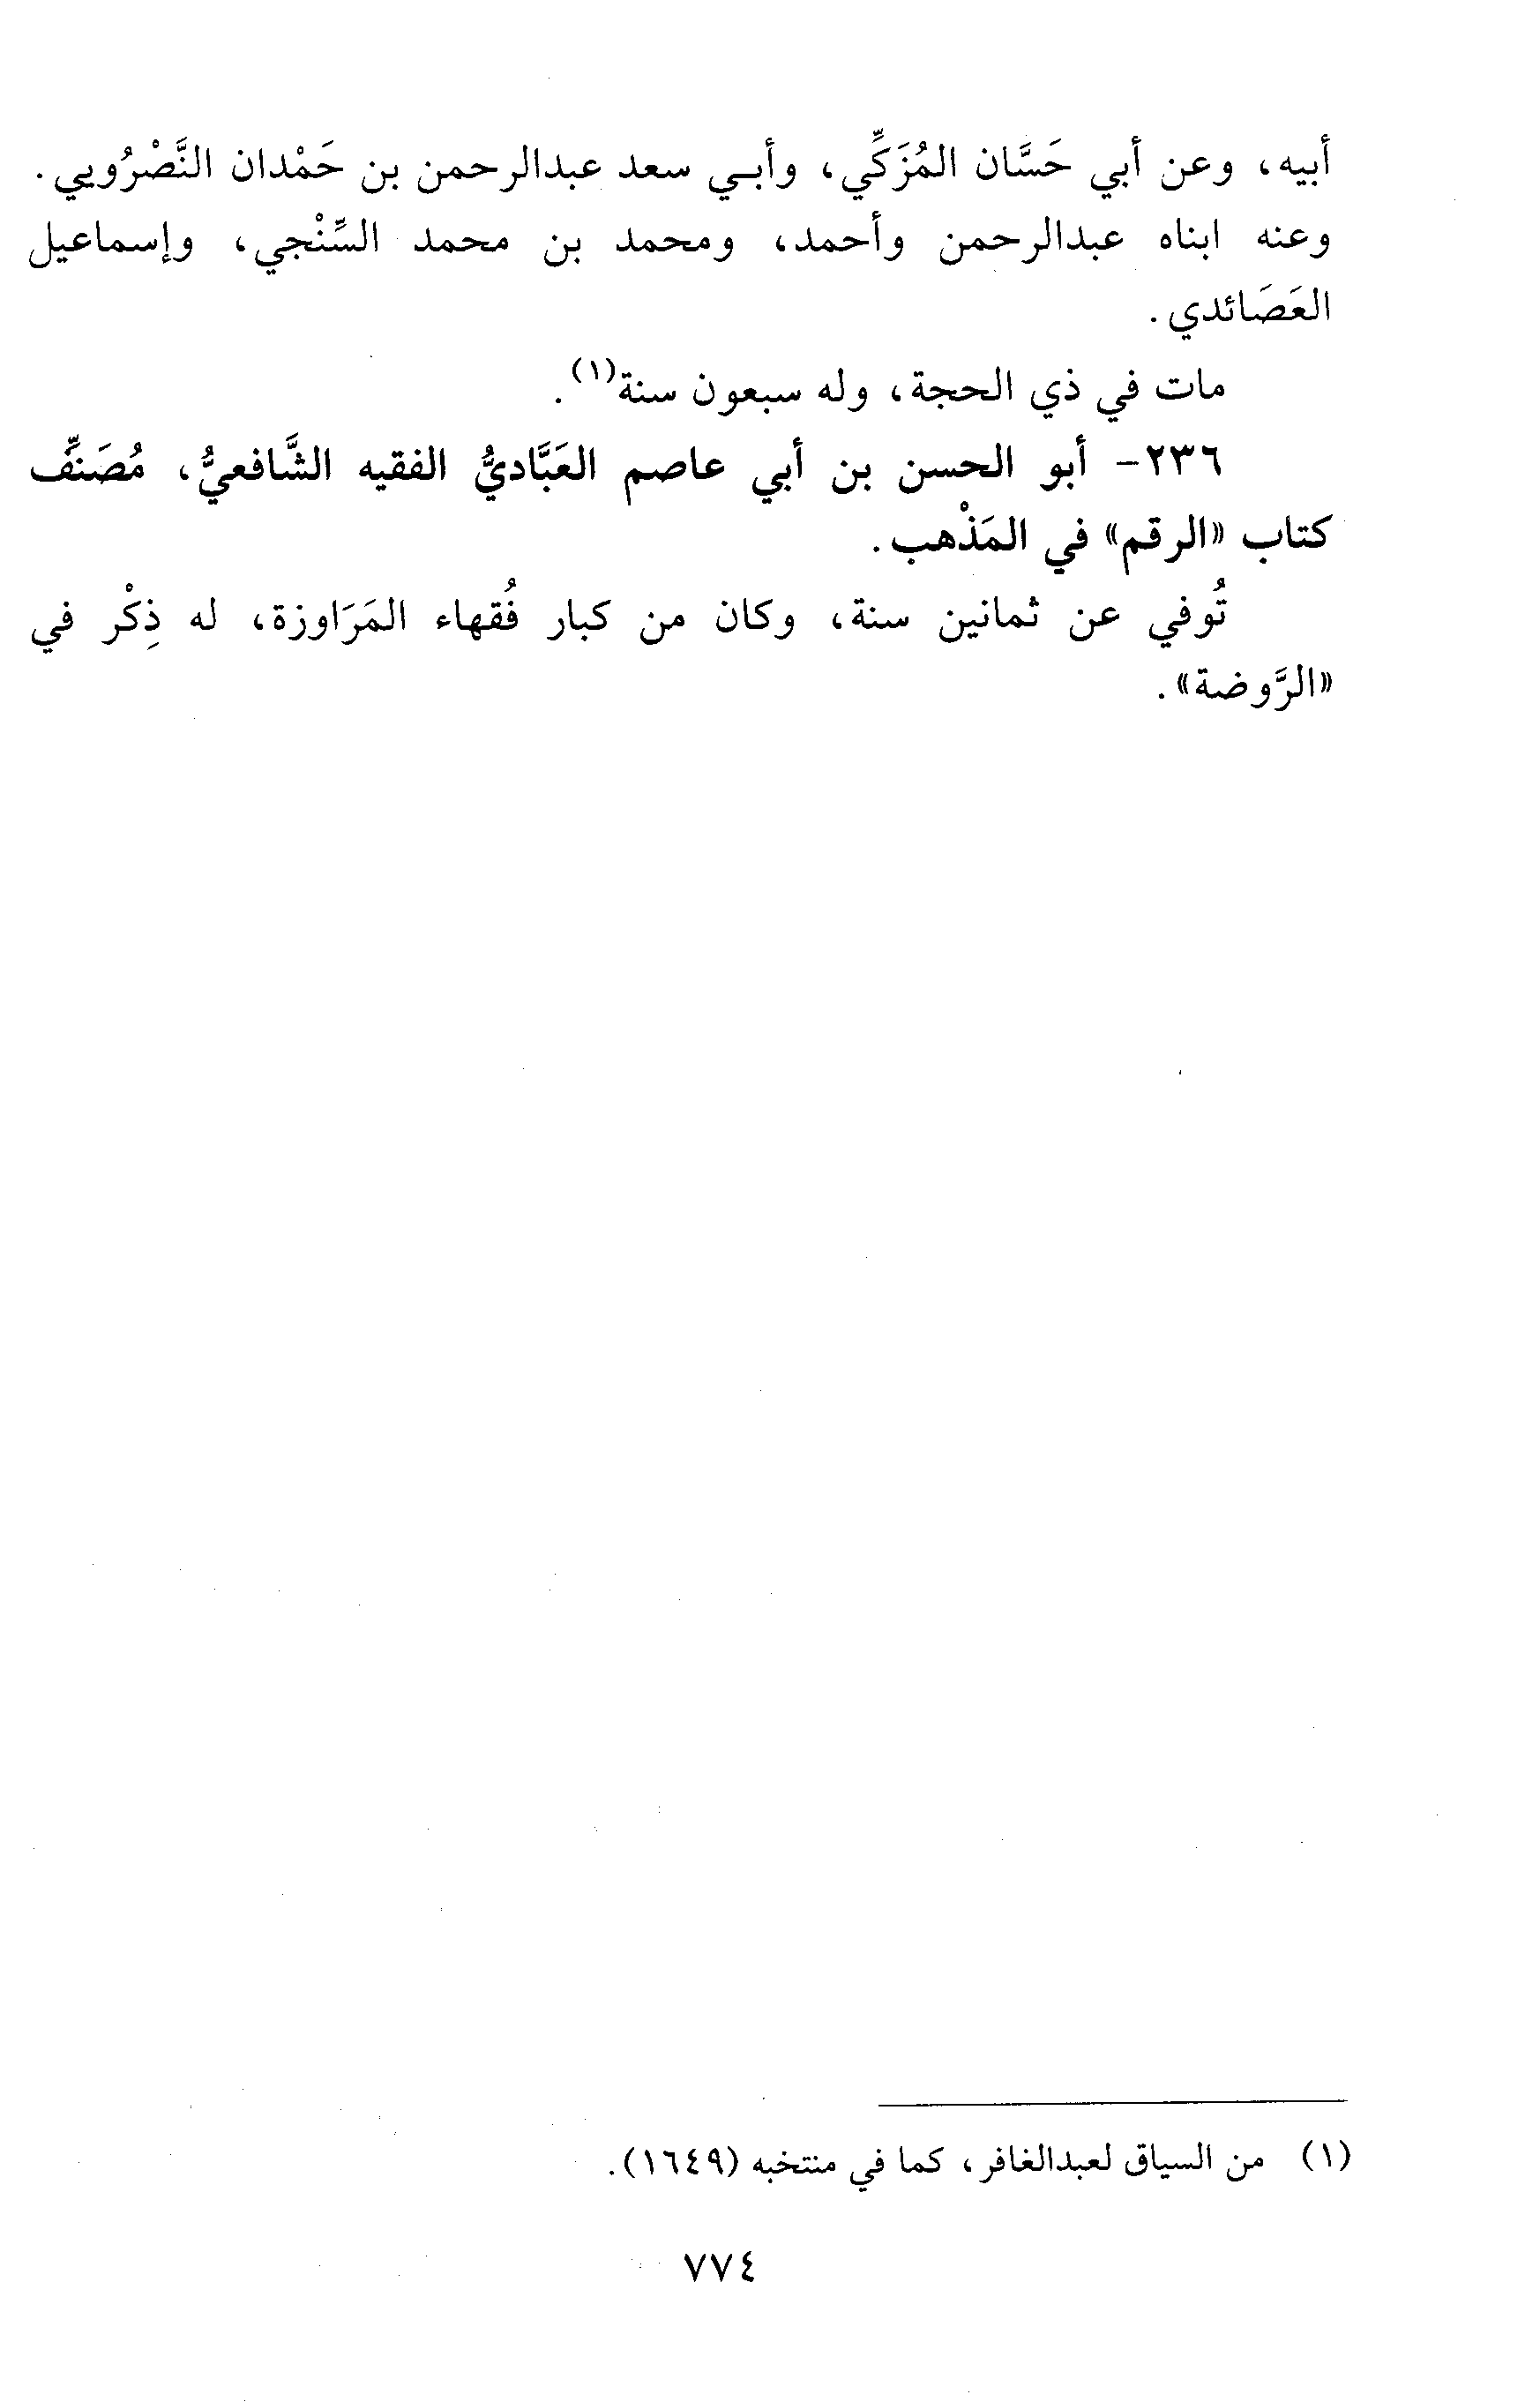 أبيه، وعن أبي حَسَّان المُزَكِّي، وأبـي سعد عبدالرحمن بن حَمْدان النَّصْرُويي.
وعنه ابناه عبدالرحمن وأحمد، ومحمد بن محمد السِّنْجي، وإسماعيل
العَصَائدي.
مات في ذي الحجة، وله سبعون سنة(١).
٢٣٦- أبو الحسن بن أبي عاصم العَبَّاديُّ الفقيه الشَّافعيُّ، مُصَنِّف
كتاب «الرقم» في المَذْهب.
تُوفي عن ثمانين سنة، وكان من كبار فُقهاء المَرَاوزة، له ذِكْر في
«الرَّوضة».
(١) من السياق لعبدالغافر، كما في منتخبه (١٦٤٩).
٧٧٤